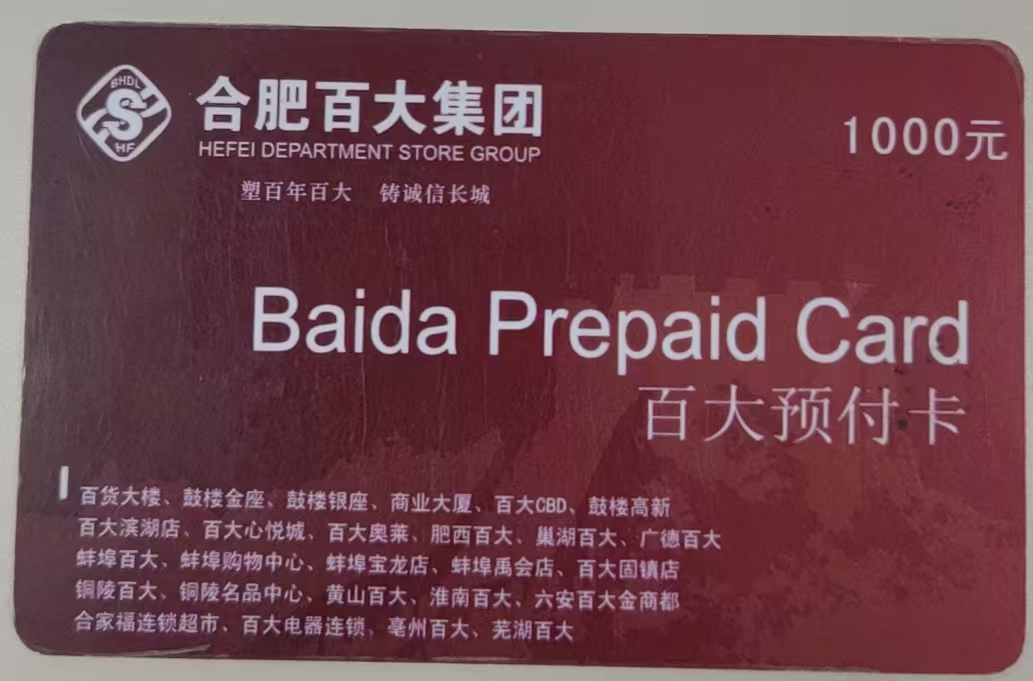 BHDL
S
HF
合肥百大集团
HEFEI DEPARTMENT STORE GROUP
塑百年百大 铸诚信长城
1000元
Baida Prepaid Card
百大预付卡
百货大楼、鼓楼金座、鼓楼银座、商业大厦、百大CBD、鼓楼高新
百大滨湖店、百大心悦城、百大奥莱、肥西百大、巢湖百大、广德百大
蚌埠百大、蚌埠购物中心、蚌埠宝龙店、蚌埠禹会店、百大固镇店
铜陵百大、铜陵名品中心、黄山百大、淮南百大、六安百大金商都
合家福连锁超市、百大电器连锁、亳州百大、芜湖百大